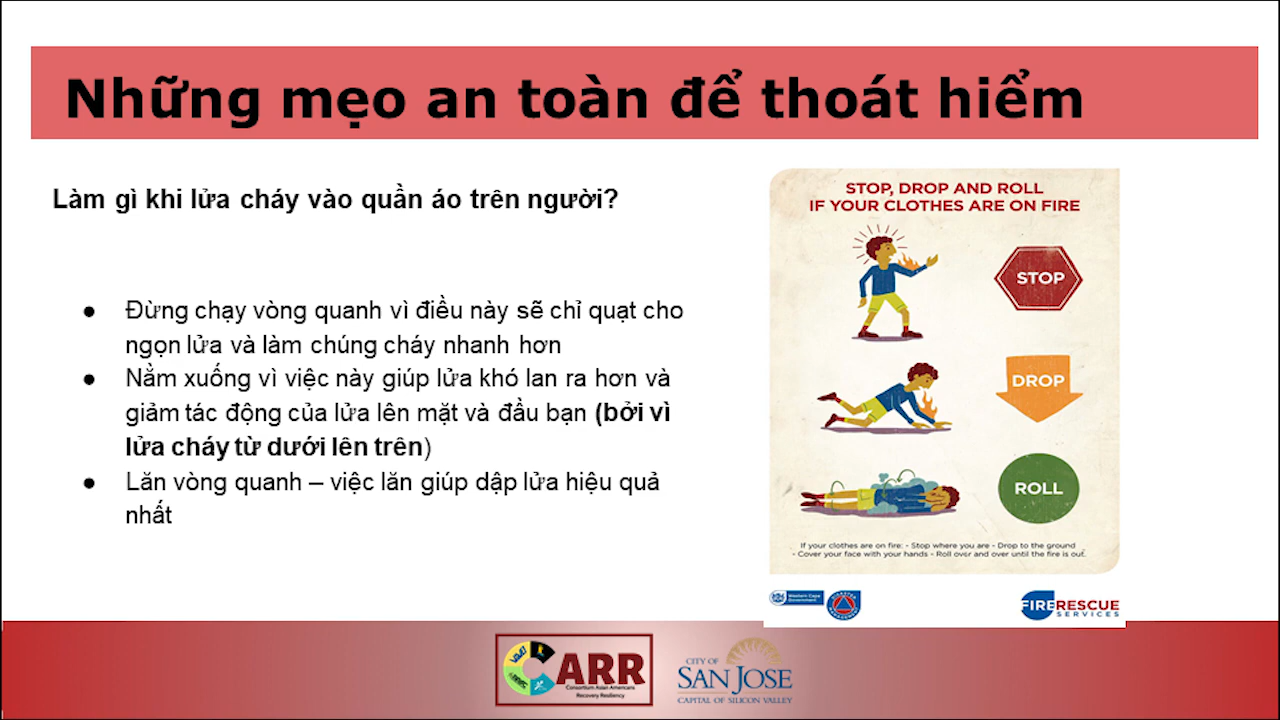 Những mẹo an toàn để thoát hiểm
Làm gì khi lửa cháy vào quần áo trên người?
● Đừng chạy vòng quanh vì điều này sẽ chỉ quạt cho
ngọn lửa và làm chúng cháy nhanh hơn
● Nằm xuống vì việc này giúp lửa khó lan ra hơn và
giảm tác động của lửa lên mặt và đầu bạn (bởi vì
lửa cháy từ dưới lên trên)
● Lăn vòng quanh – việc lăn giúp dập lửa hiệu quả
nhất
STOP, DROP AND ROLL
IF YOUR CLOTHES ARE ON FIRE
STOP
DROP
ROLL
If your clothes are on fire: - Stop where you are - Drop to the ground
- Cover your face with your hands - Roll over and over until the fire is out.
Western Cape
Government
FIRERESCUE
SERVICES
CARR
Consortium Asian Americans
Recovery Resiliency
CITY OF
SAN JOSE
CAPITAL OF SILICON VALLEY